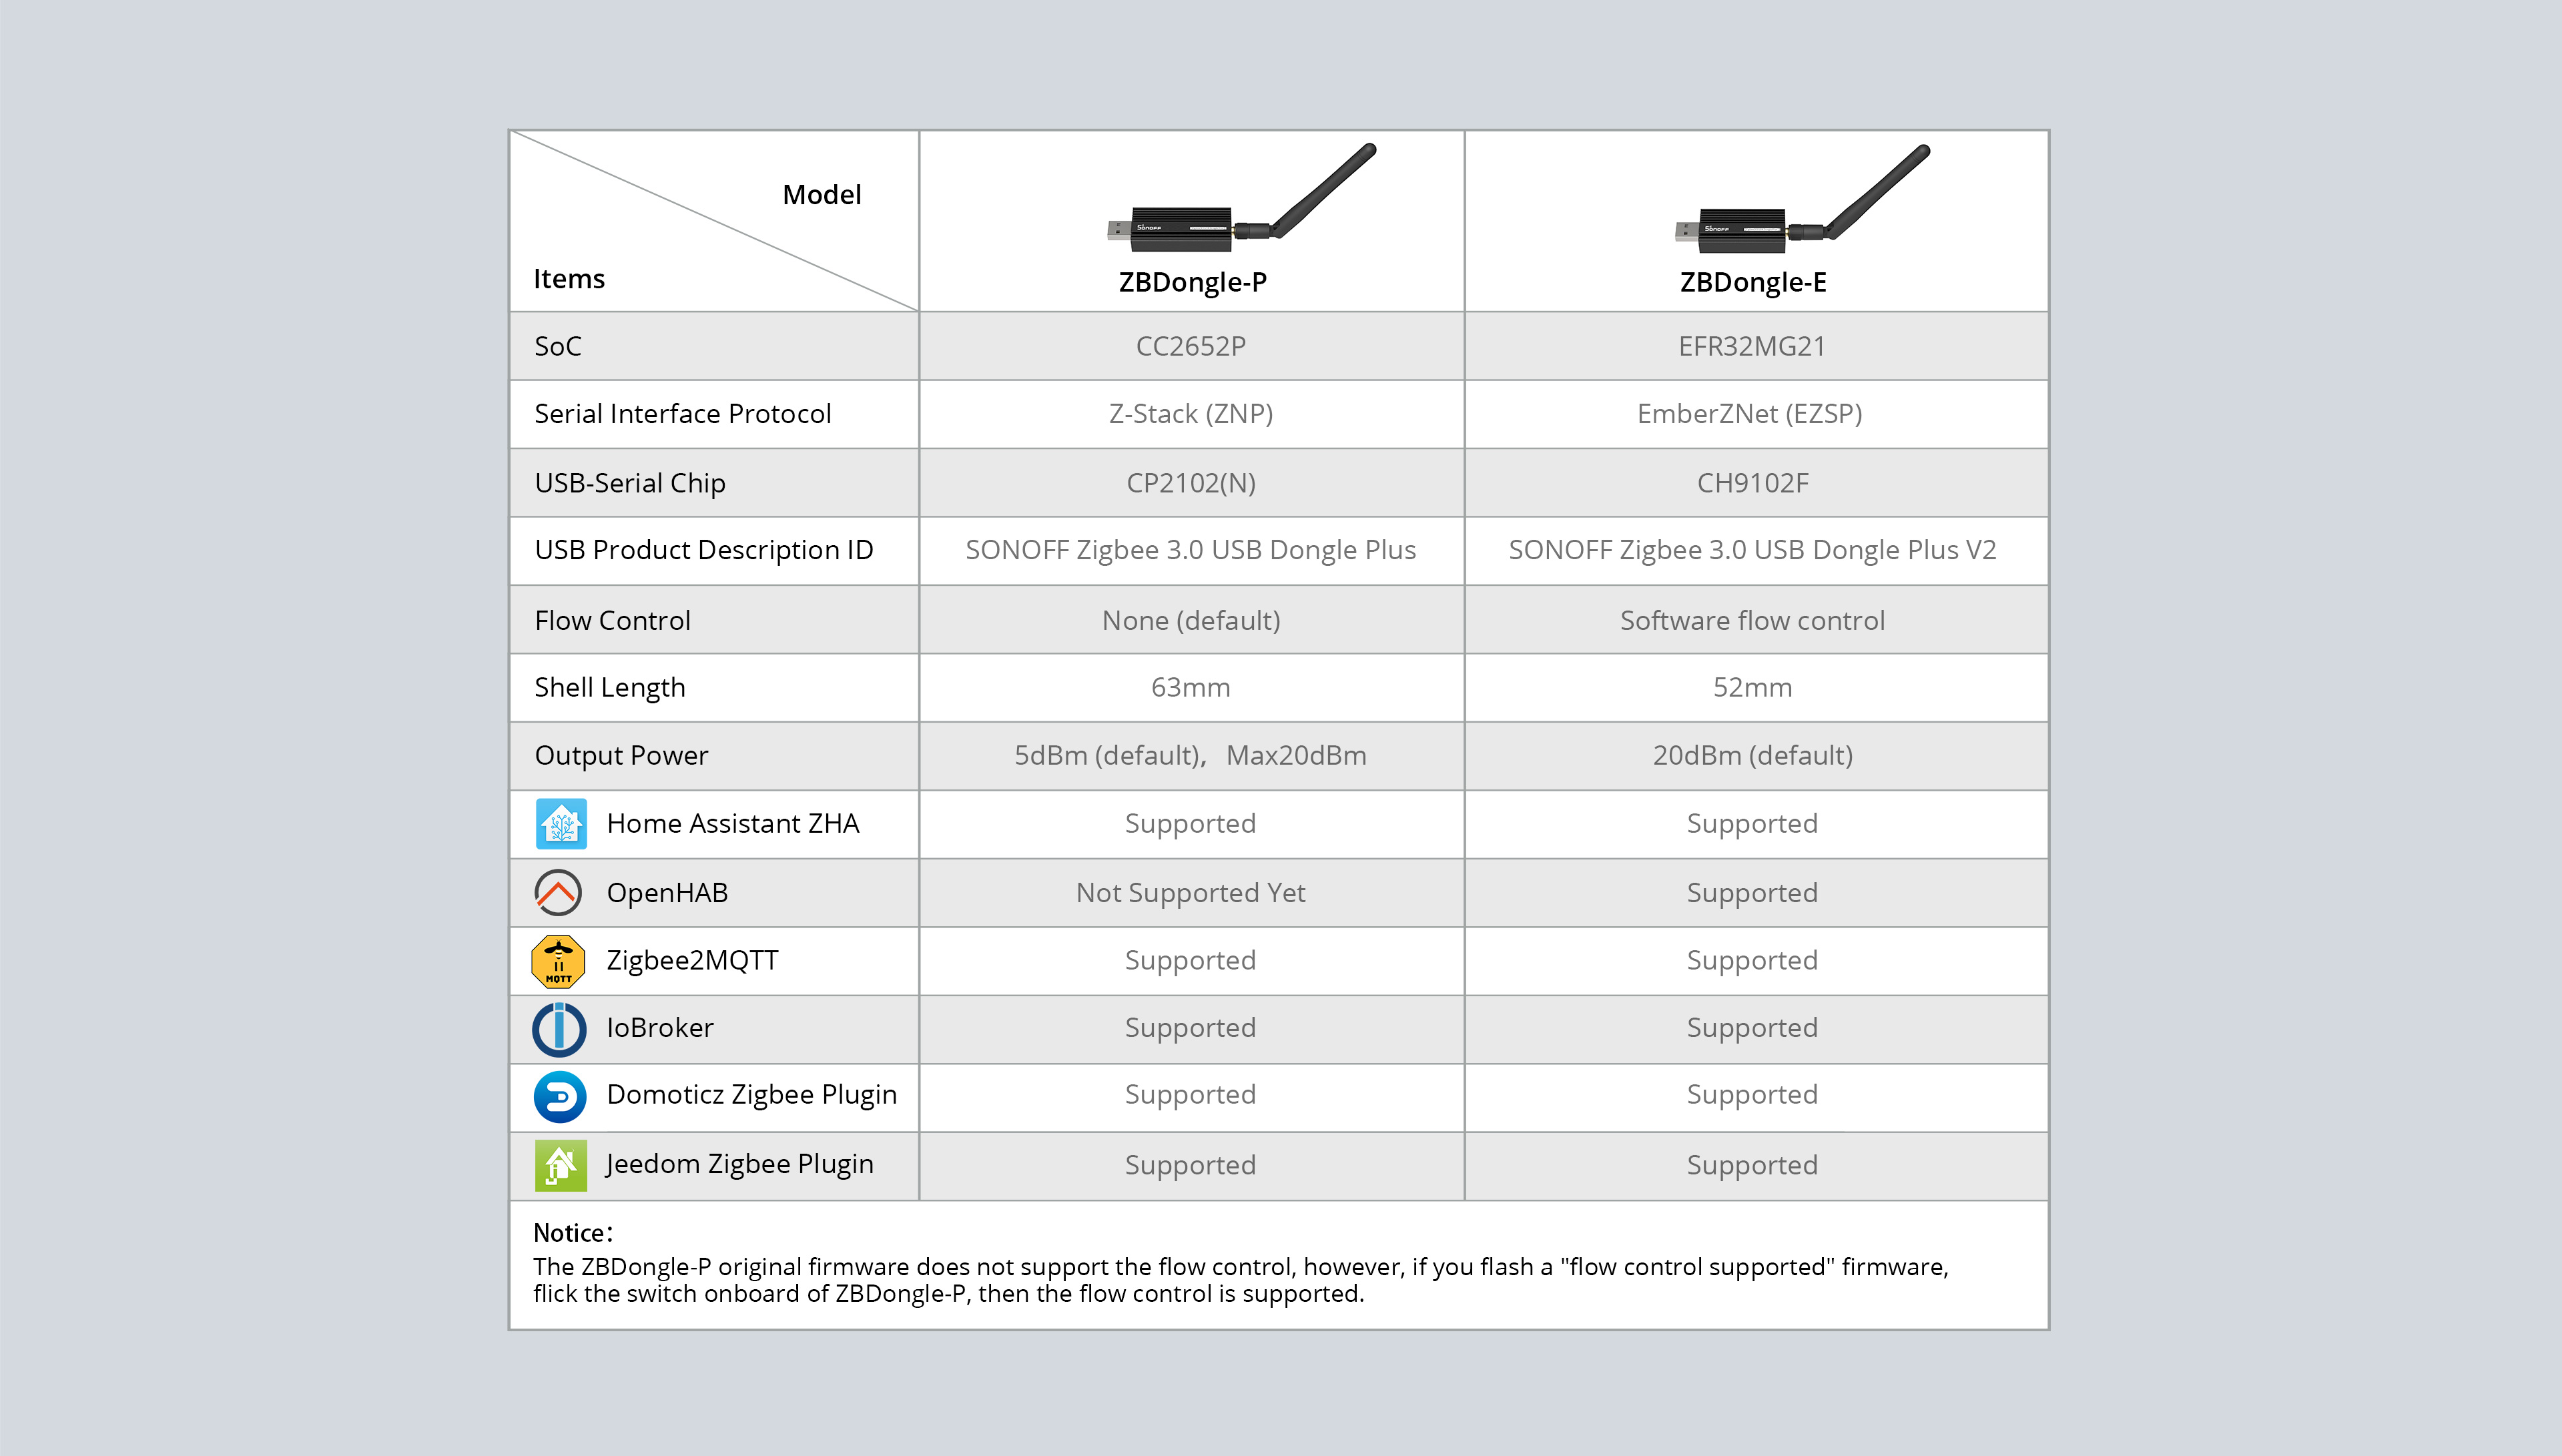 Model
Items
SONOFF
SONOFF
ZBDongle-P
ZBDongle-E
SoC
CC2652P
EFR32MG21
Serial Interface Protocol
Z-Stack (ZNP)
EmberZNet (EZSP)
USB-Serial Chip
CP2102(N)
CH9102F
USB Product Description ID
SONOFF Zigbee 3.0 USB Dongle Plus
SONOFF Zigbee 3.0 USB Dongle Plus V2
Flow Control
None (default)
Software flow control
Shell Length
63mm
52mm
Output Power
5dBm (default), Max20dBm
20dBm (default)
Home Assistant ZHA
Supported
Supported
OpenHAB
Not Supported Yet
Supported
MQTT
Zigbee2MQTT
Supported
Supported
IoBroker
Supported
Supported
Domoticz Zigbee Plugin
Supported
Supported
Jeedom Zigbee Plugin
Supported
Supported
Notice:
The ZBDongle-P original firmware does not support the flow control, however, if you flash a "flow control supported" firmware,
flick the switch onboard of ZBDongle-P, then the flow control is supported.